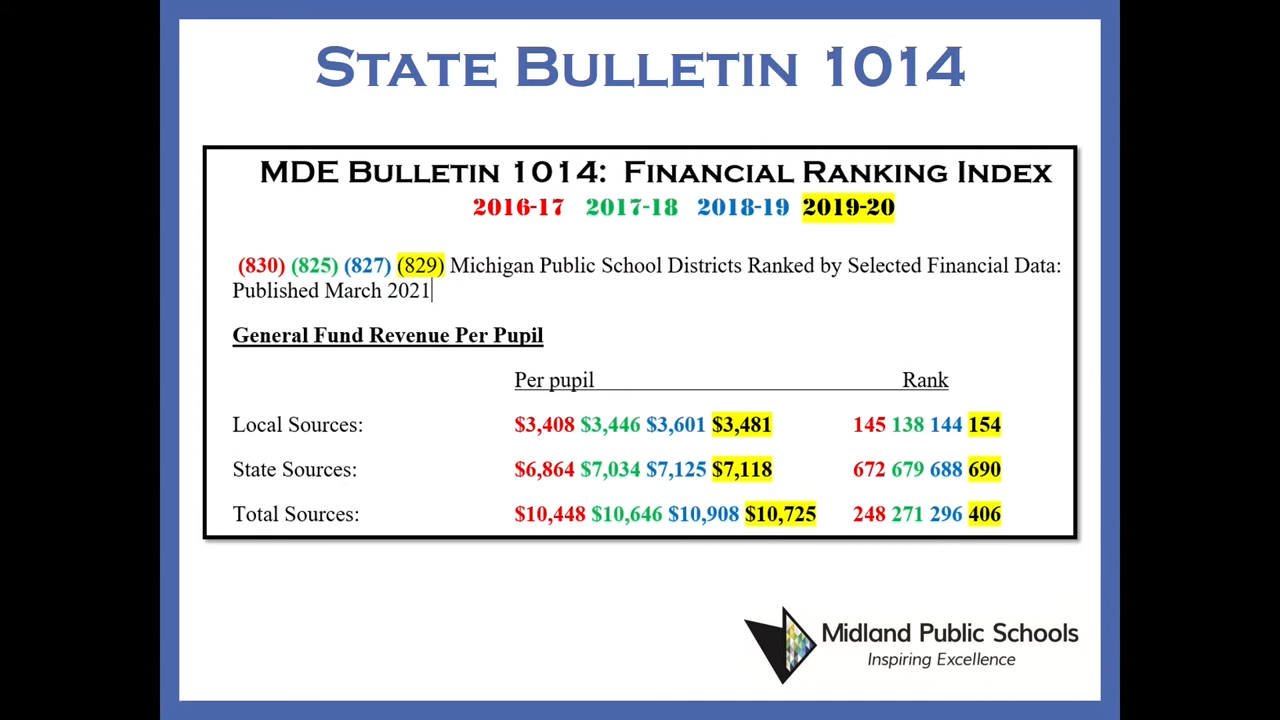 STATE BULLETIN 1014
MDE BULLETIN 1014: FINANCIAL RANKING INDEX
2016-17 2017-18 2018-19 2019-20
(830) (825) (827) (829) Michigan Public School Districts Ranked by Selected Financial Data:
Published March 2021
General Fund Revenue Per Pupil
Per pupil Rank
Local Sources: $3,408 $3,446 $3,601 $3,481 145 138 144 154
State Sources: $6,864 $7,034 $7,125 $7,118 672 679 688 690
Total Sources: $10,448 $10,646 $10,908 $10,725 248 271 296 406
Midland Public Schools
Inspiring Excellence